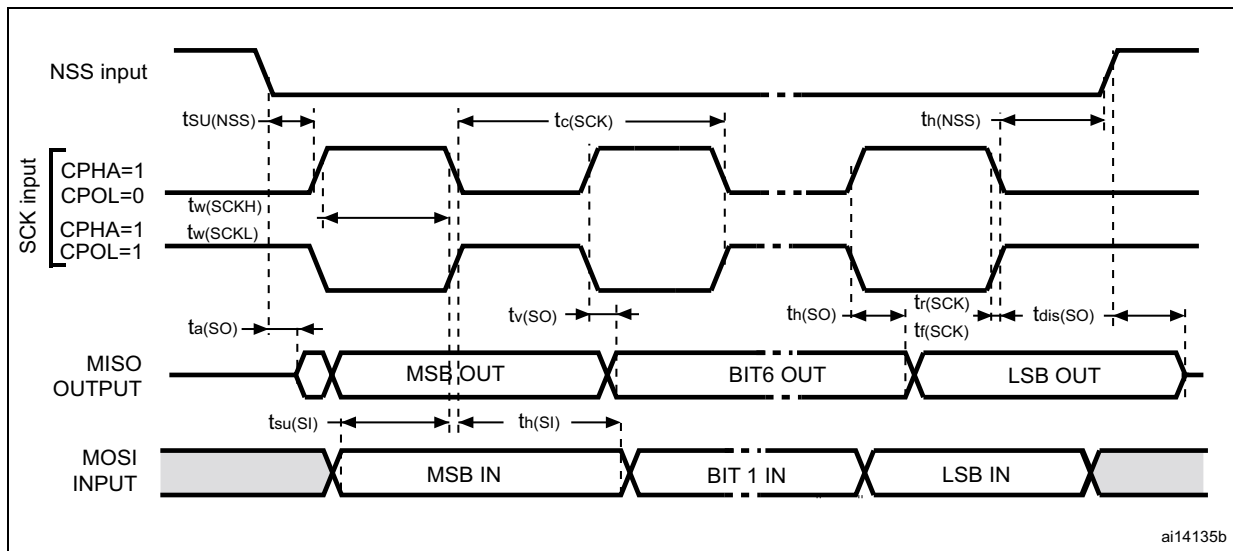 NSS input
tSU(NSS)
tc(SCK)
th(NSS)
SCK input
CPHA=1
CPOL=0
tw(SCKH)
CPHA=1
tw(SCKL)
CPOL=1
ta(SO)
tv(SO)
th(SO)
tr(SCK)
tf(SCK)
tdis(SO)
MISO
OUTPUT
MSB OUT
BIT6 OUT
LSB OUT
tsu(SI)
th(SI)
MOSI
INPUT
MSB IN
BIT 1 IN
LSB IN
ai14135b